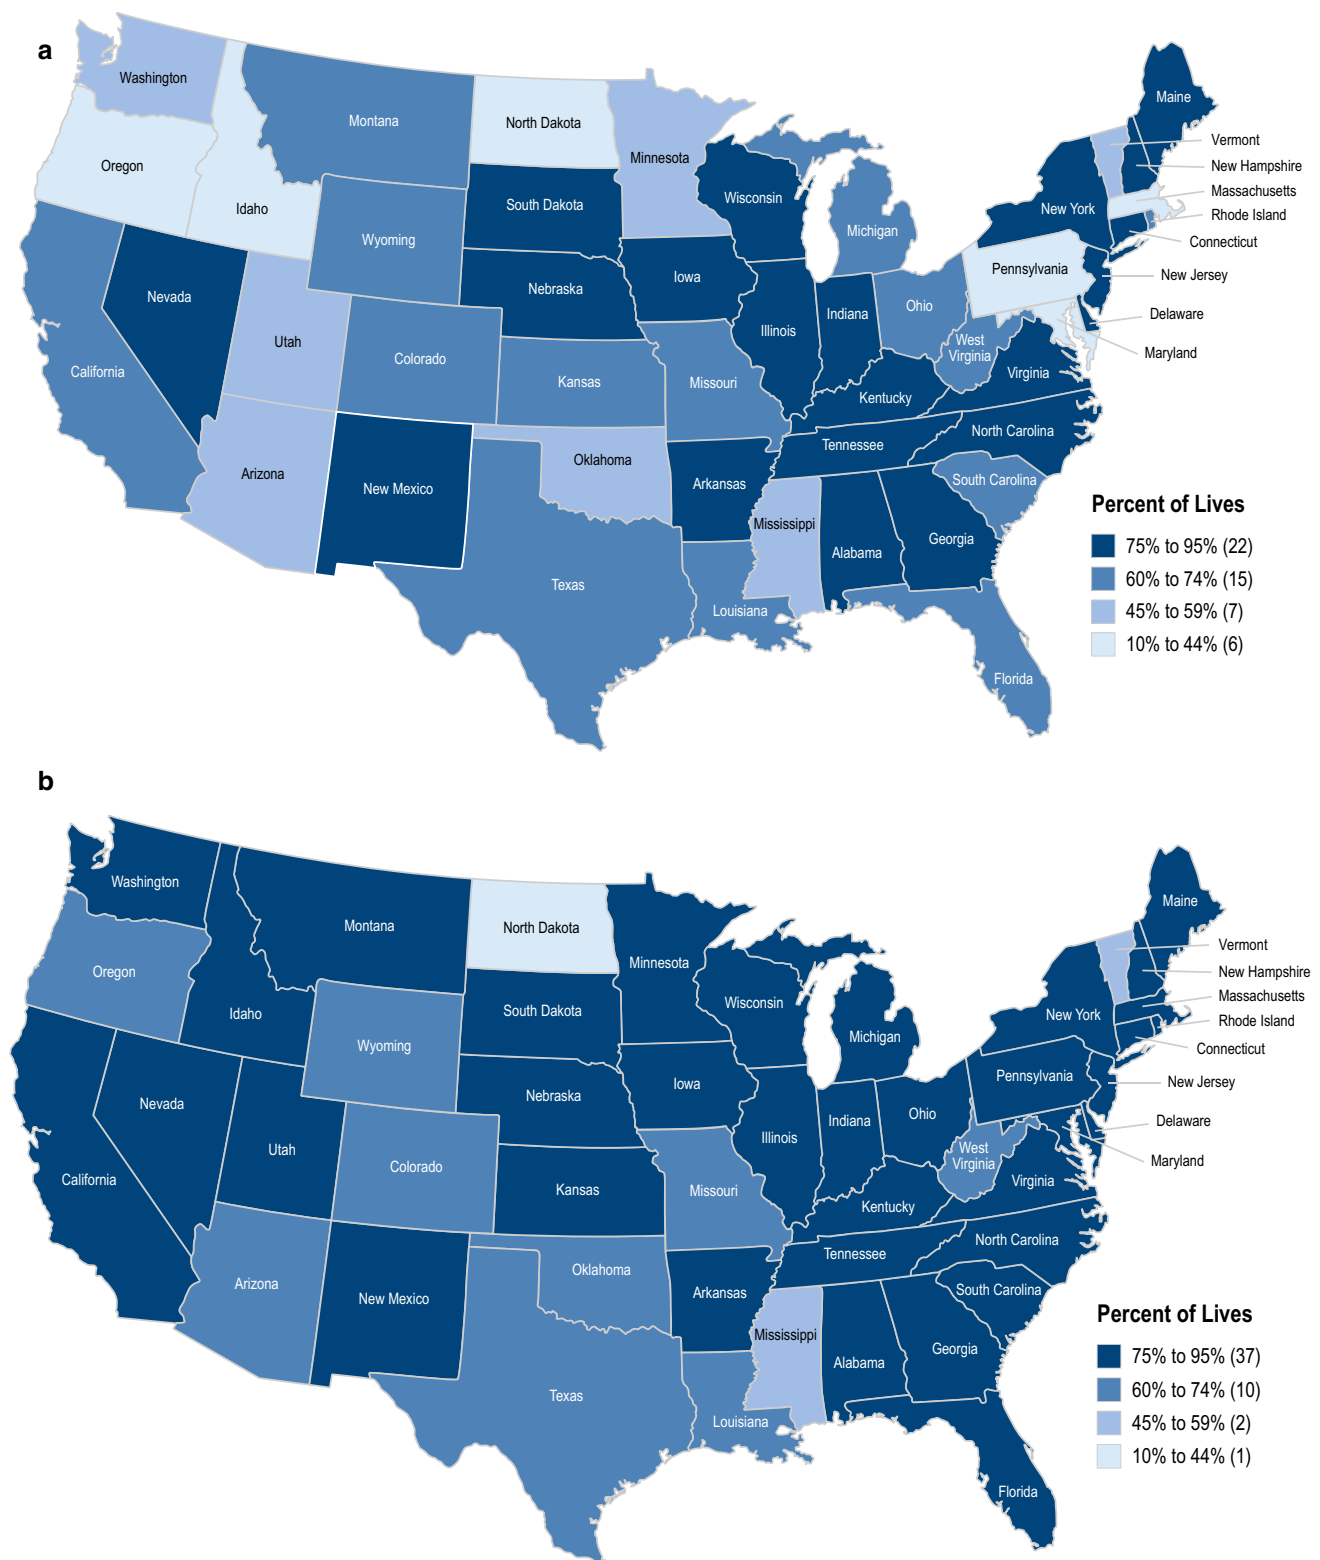 a
Washington
Montana
North Dakota
Minnesota
Maine
Oregon
Idaho
Wyoming
South Dakota
Wisconsin
Michigan
New York
Vermont
New Hampshire
Massachusetts
Rhode Island
Connecticut
New Jersey
Delaware
Maryland
Pennsylvania
Nevada
Utah
Colorado
Nebraska
Iowa
Illinois
Indiana
Ohio
West
Virginia
Virginia
California
Kansas
Missouri
Kentucky
Arizona
New Mexico
Oklahoma
Arkansas
Tennessee
North Carolina
South Carolina
Texas
Louisiana
Mississippi
Alabama
Georgia
Florida
Percent of Lives
75% to 95% (22)
60% to 74% (15)
45% to 59% (7)
10% to 44% (6)
b
Washington
Montana
North Dakota
Minnesota
Maine
Oregon
Idaho
Wyoming
South Dakota
Wisconsin
Michigan
New York
Vermont
New Hampshire
Massachusetts
Rhode Island
Connecticut
New Jersey
Delaware
Maryland
Pennsylvania
Nevada
Utah
Colorado
Nebraska
Iowa
Illinois
Indiana
Ohio
West
Virginia
Virginia
California
Kansas
Missouri
Kentucky
Arizona
New Mexico
Oklahoma
Arkansas
Tennessee
North Carolina
South Carolina
Texas
Louisiana
Mississippi
Alabama
Georgia
Florida
Percent of Lives
75% to 95% (37)
60% to 74% (10)
45% to 59% (2)
10% to 44% (1)